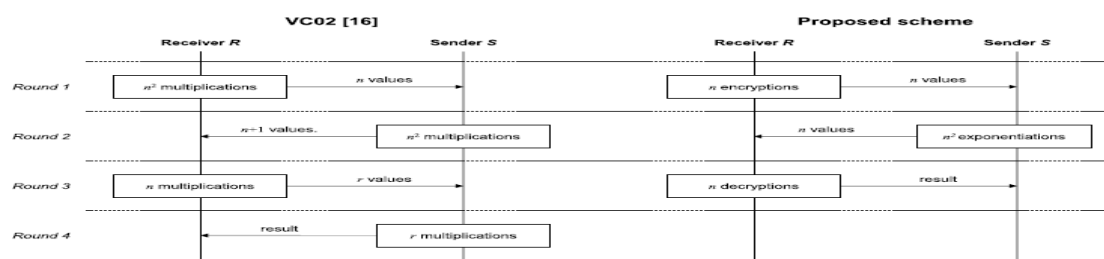 VC02 [16] Proposed scheme
Receiver R Sender S Receiver R Sender S
Round 1 n² multiplications n values n encryptions n values
Round 2 n+1 values. n² multiplications n values n² exponentiations
Round 3 n multiplications r values n decryptions result
Round 4 result r multiplications